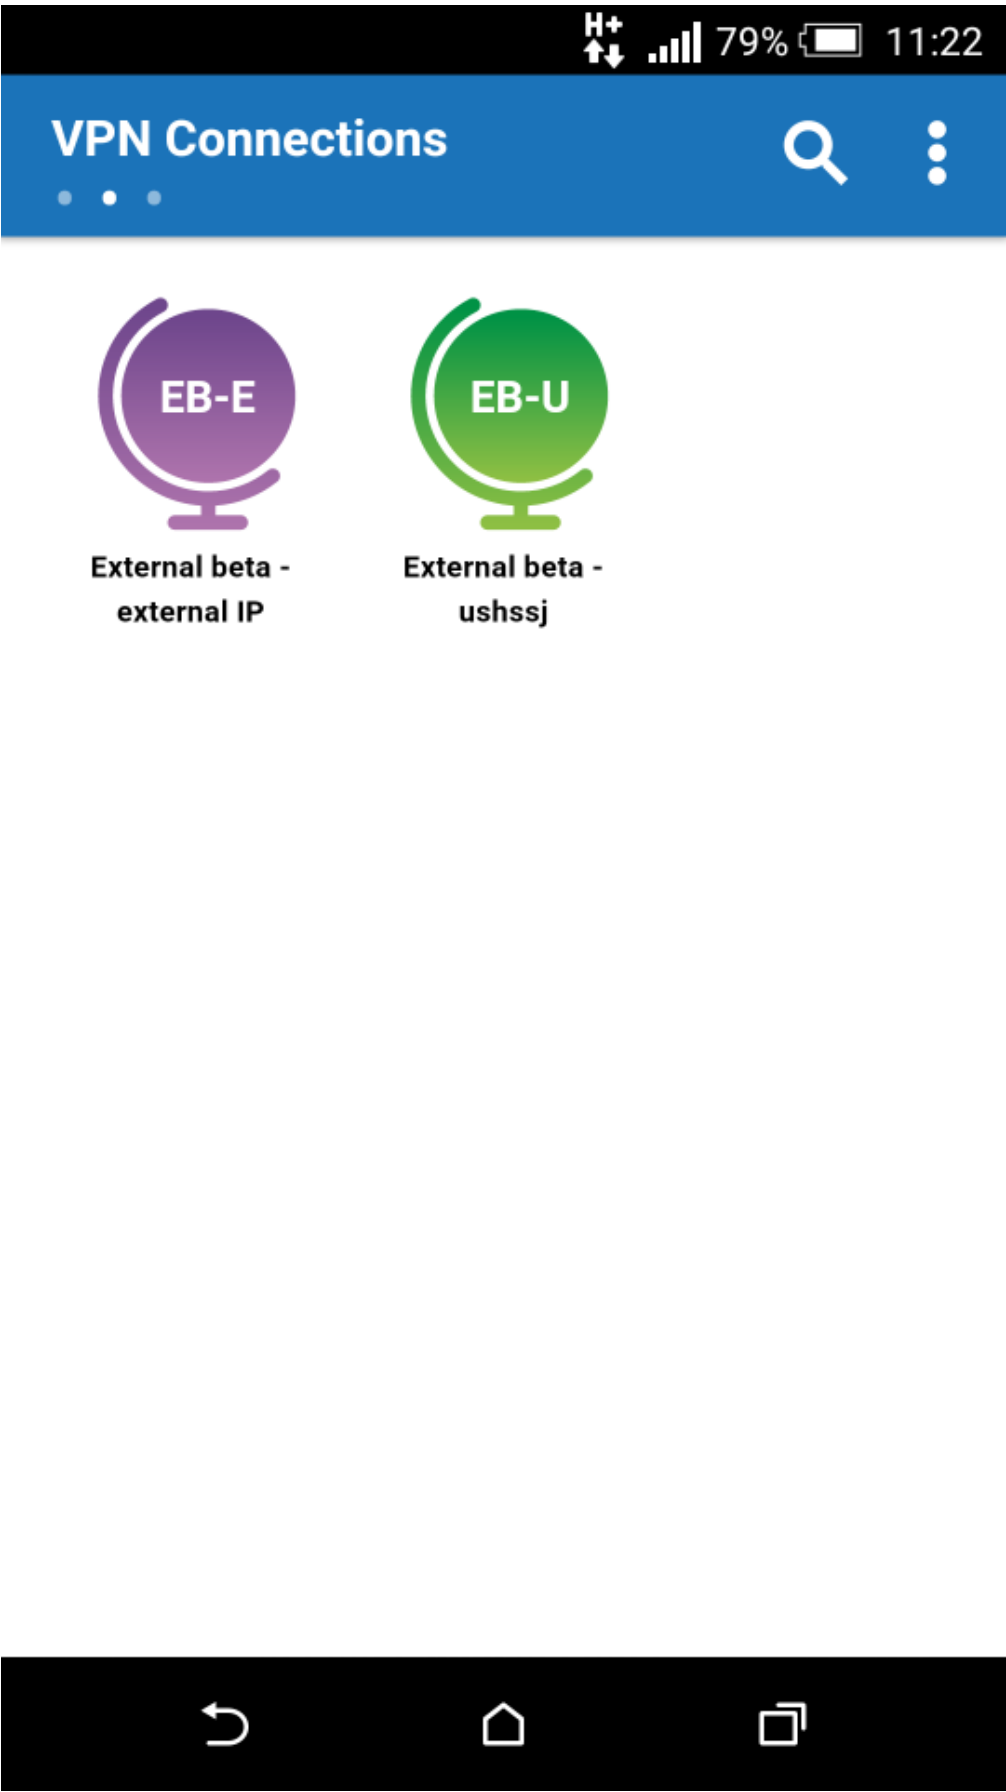 H+ 79% 11:22
VPN Connections
EB-E
EB-U
External beta -
external IP
External beta -
ushssj